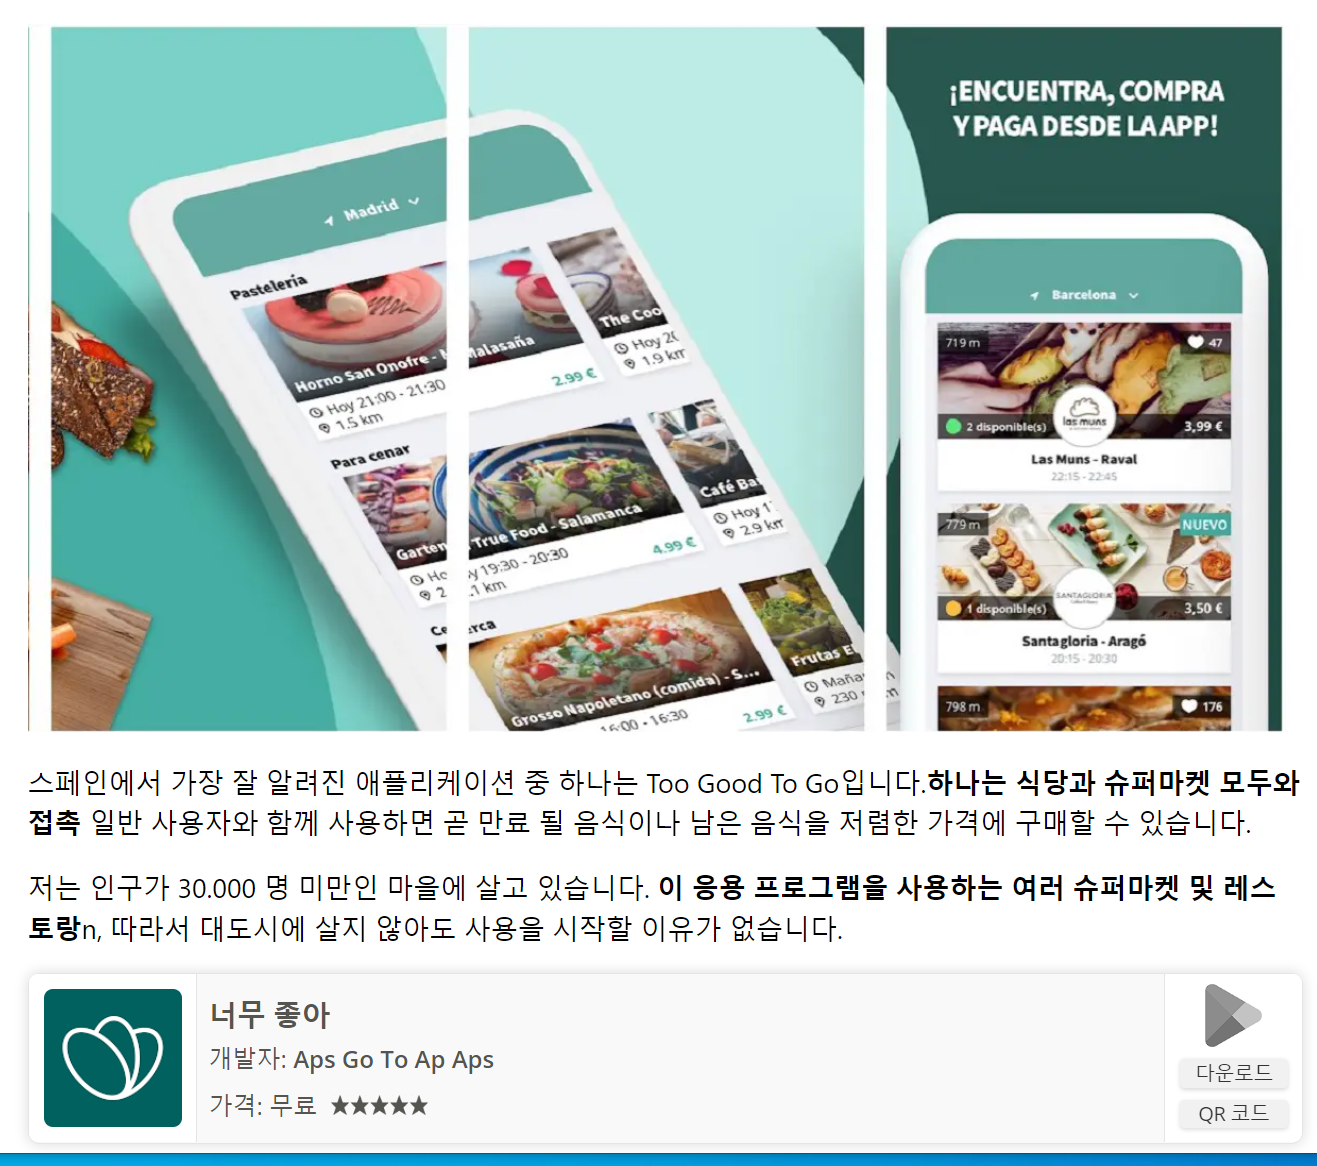 Madrid
Pastelería
Horno San Onofre - Malasaña
Hoy 21:00 - 21:30
1.5 km
2.99 €
The Coo
Hoy 2
1.9 km
Para cenar
Garten True Food - Salamanca
Hoy 19:30 - 20:30
2.1 km
4.99 €
Café Ba
Hoy 1
2.9 km
Cerca
Grosso Napoletano (comida) - S...
16:00 • 16:30
2.99 €
Frutas E
Mañan
230 m
¡ENCUENTRA, COMPRA
Y PAGA DESDE LA APP!
Barcelona
719 m
47
las muns
2 disponible(s)
3,99 €
Las Muns - Raval
22:15 - 22:45
779 m
NUEVO
SANTAGLORIA
1 disponible(s)
3,50 €
Santagloria - Aragó
20:15 - 20:30
798 m
176
스페인에서 가장 잘 알려진 애플리케이션 중 하나는 Too Good To Go입니다.하나는 식당과 슈퍼마켓 모두와
접촉 일반 사용자와 함께 사용하면 곧 만료 될 음식이나 남은 음식을 저렴한 가격에 구매할 수 있습니다.
저는 인구가 30.000 명 미만인 마을에 살고 있습니다. 이 응용 프로그램을 사용하는 여러 슈퍼마켓 및 레스
토랑n, 따라서 대도시에 살지 않아도 사용을 시작할 이유가 없습니다.
너무 좋아
개발자: Aps Go To Ap Aps
가격: 무료 ★★★★★
다운로드
QR 코드